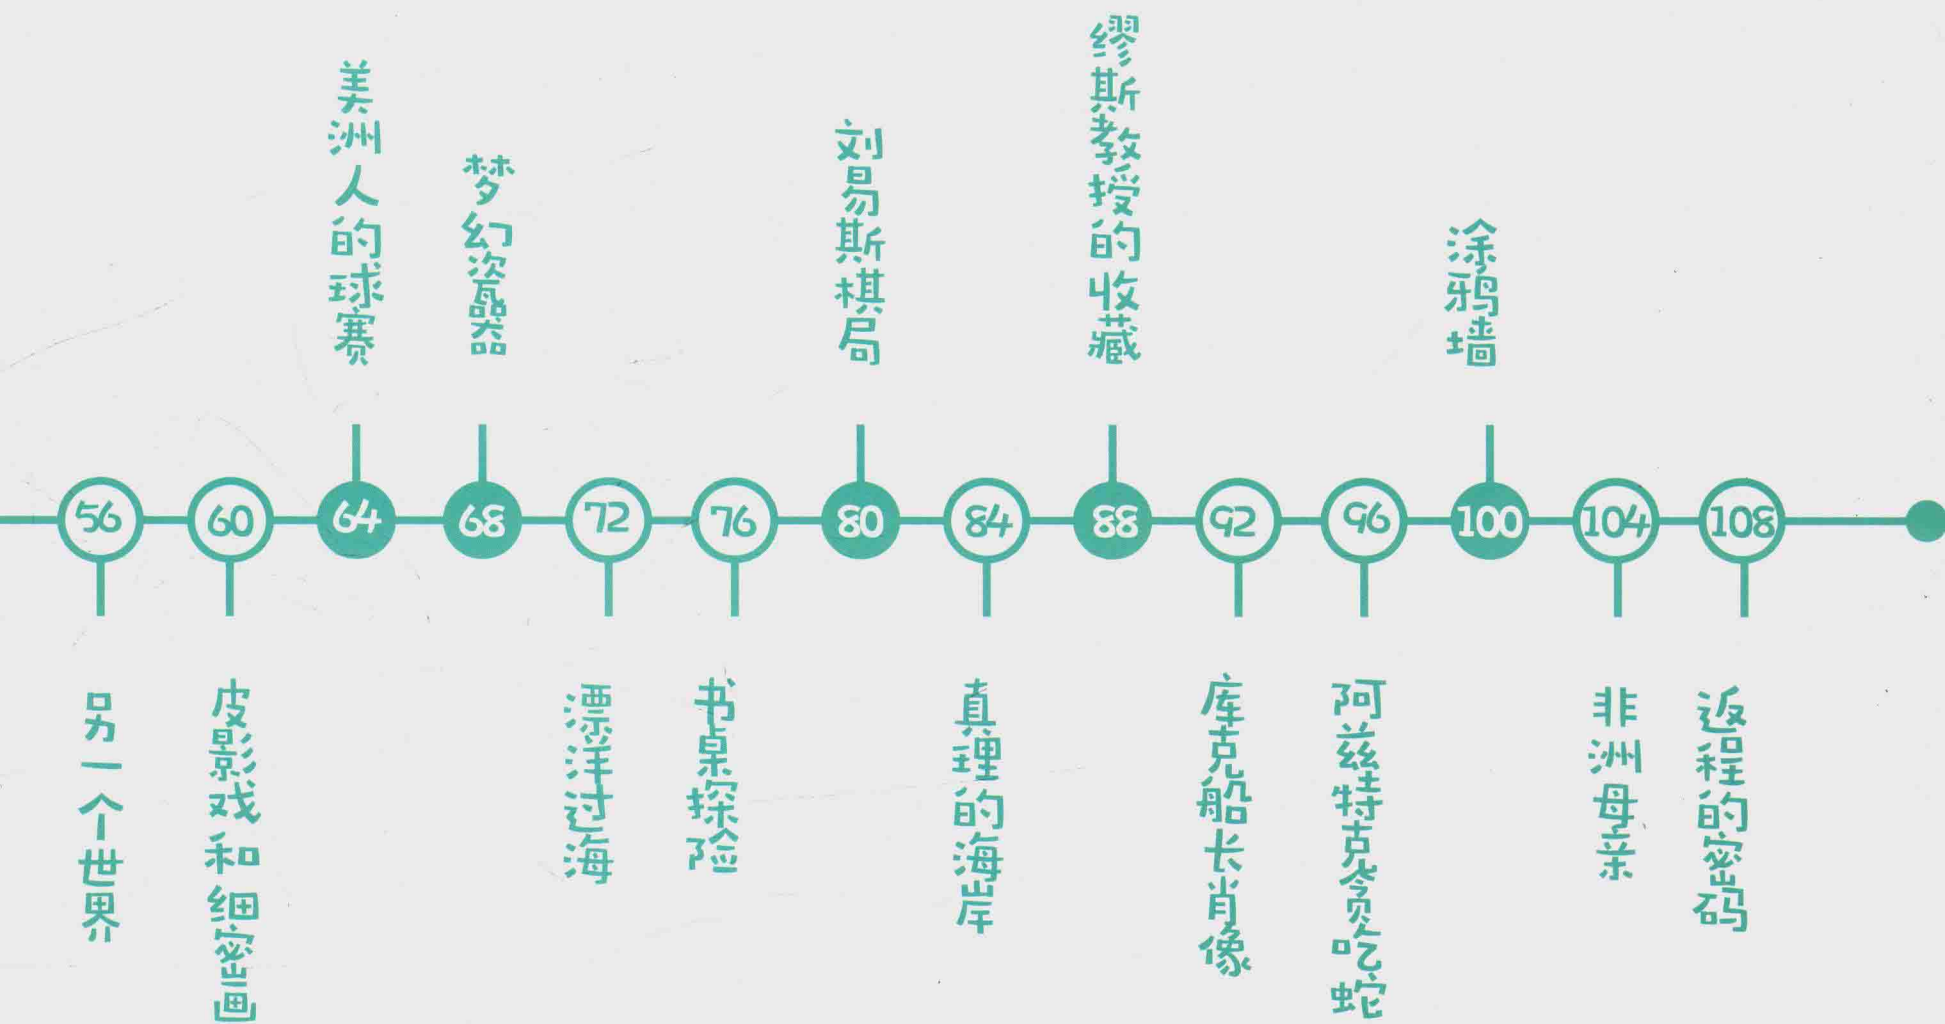 美洲人的球赛
梦幻瓷器
刘易斯棋局
缪斯教授的收藏
涂鸦墙
56
60
64
68
72
76
80
84
88
92
96
100
104
108
另一个世界
皮影戏和细密画
漂洋过海
书桌探险
真理的海岸
库克船长肖像
阿兹特克贪吃蛇
非洲母亲
返程的密码